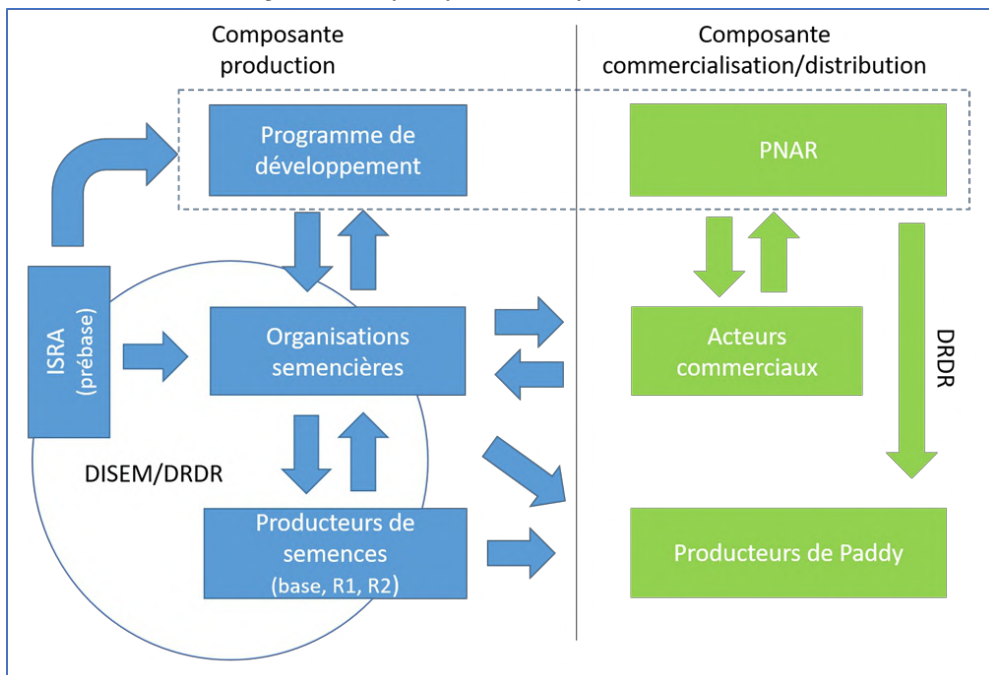 Composante
production
Composante
commercialisation/distribution
Programme de
développement
PNAR
ISRA
(prébase)
Organisations
semencières
Acteurs
commerciaux
DRDR
DISEM/DRDR
Producteurs de
semences
(base, R1, R2)
Producteurs de Paddy